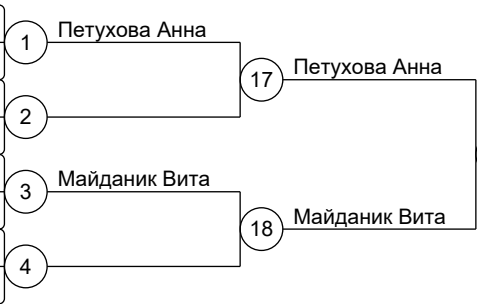 1 Петухова Анна
17 Петухова Анна
2
3 Майданик Вита
18 Майданик Вита
4